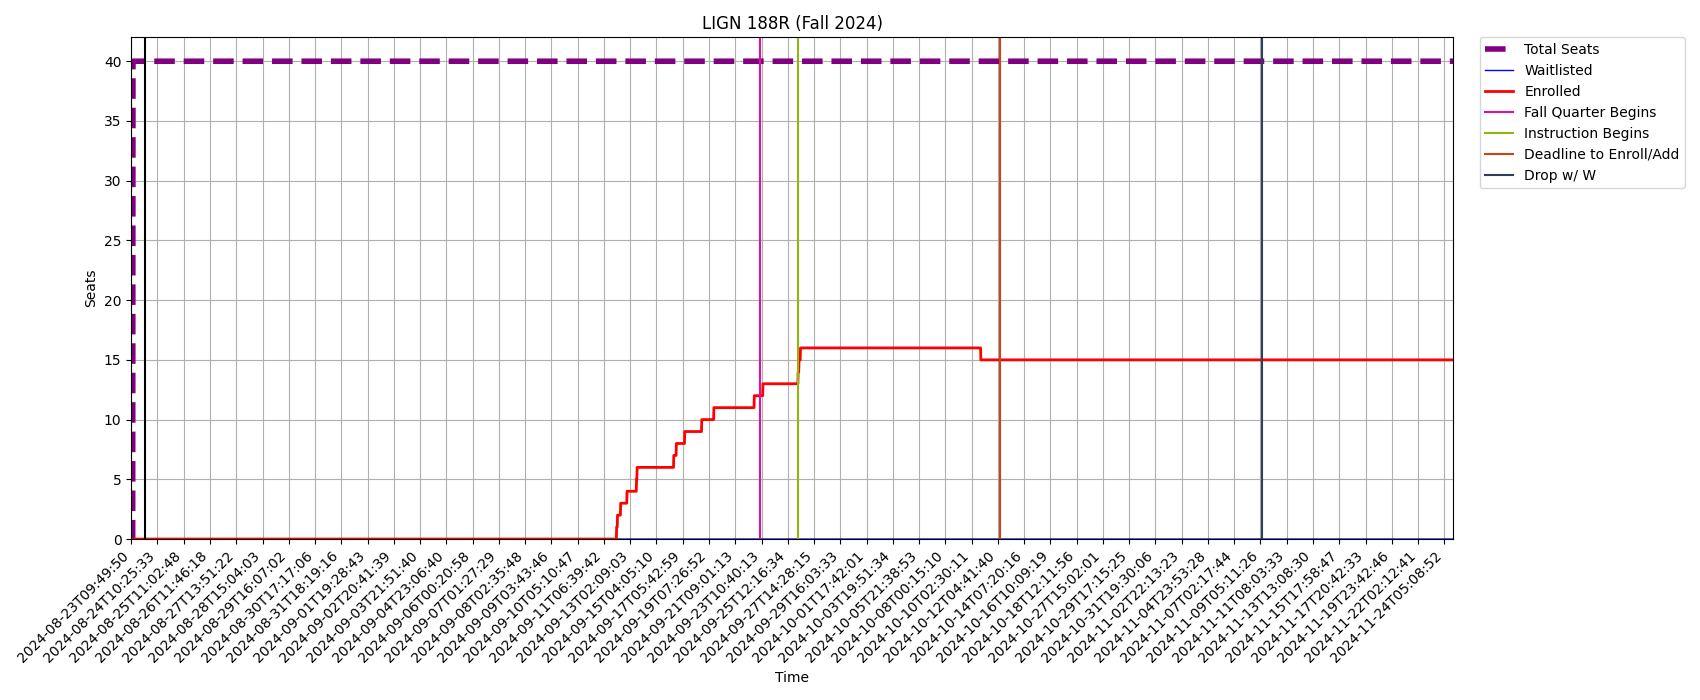 LIGN 188R (Fall 2024)
40
35
30
25
20
15
10
5
0
Seats
2024-08-23T09:49:50
2024-08-24T10:25:33
2024-08-25T11:02:48
2024-08-26T11:46:18
2024-08-27T13:51:22
2024-08-28T15:04:03
2024-08-29T16:07:02
2024-08-30T17:17:06
2024-08-31T18:19:16
2024-09-01T19:28:43
2024-09-02T20:41:39
2024-09-03T21:51:40
2024-09-04T23:06:40
2024-09-06T00:20:58
2024-09-07T01:27:29
2024-09-08T02:35:48
2024-09-09T03:43:46
2024-09-10T05:10:47
2024-09-11T06:39:42
2024-09-13T02:09:03
2024-09-15T04:05:10
2024-09-17T05:42:59
2024-09-19T07:26:52
2024-09-21T09:01:13
2024-09-23T10:40:13
2024-09-25T12:16:34
2024-09-27T14:28:15
2024-09-29T16:03:33
2024-10-01T17:42:01
2024-10-03T19:51:34
2024-10-05T21:38:53
2024-10-08T00:15:10
2024-10-10T02:30:11
2024-10-12T04:41:40
2024-10-14T07:20:16
2024-10-16T10:09:19
2024-10-18T12:11:56
2024-10-27T15:02:01
2024-10-29T17:15:25
2024-10-31T19:30:06
2024-11-02T22:13:23
2024-11-04T23:53:28
2024-11-07T02:17:44
2024-11-09T05:11:26
2024-11-11T08:03:33
2024-11-13T13:08:30
2024-11-15T17:58:47
2024-11-17T20:42:33
2024-11-19T23:42:46
2024-11-22T02:12:41
2024-11-24T05:08:52
Time
Total Seats
Waitlisted
Enrolled
Fall Quarter Begins
Instruction Begins
Deadline to Enroll/Add
Drop w/ W